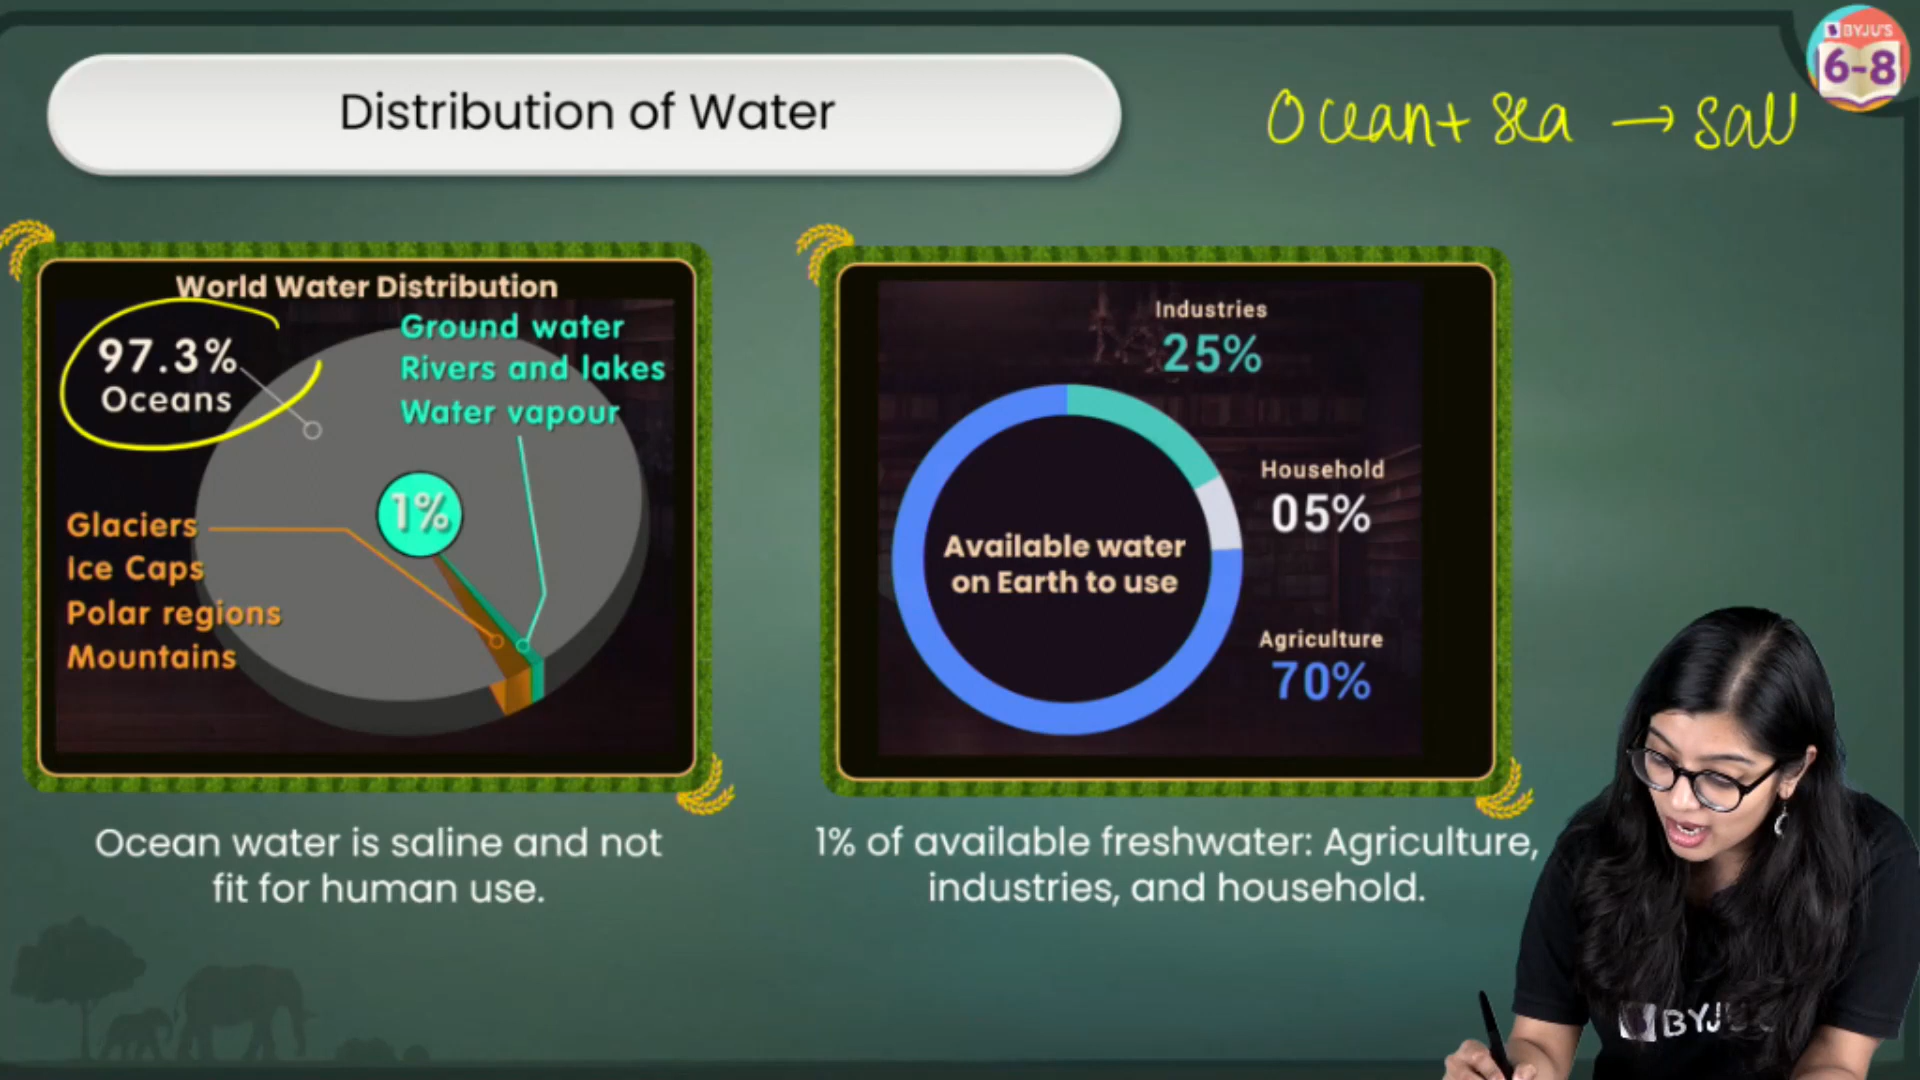 BYJU'S
6-8
Distribution of Water
Ocean + sea →
World Water Distribution
97.3%
Oceans
Ground water
Rivers and lakes
Water vapour
1%
Glaciers
Ice Caps
Polar regions
Mountains
Industries
25%
Household
05%
Available water
on Earth to use
Agriculture
70%
Ocean water is saline and not
fit for human use.
1% of available freshwater: Agriculture,
industries, and household.